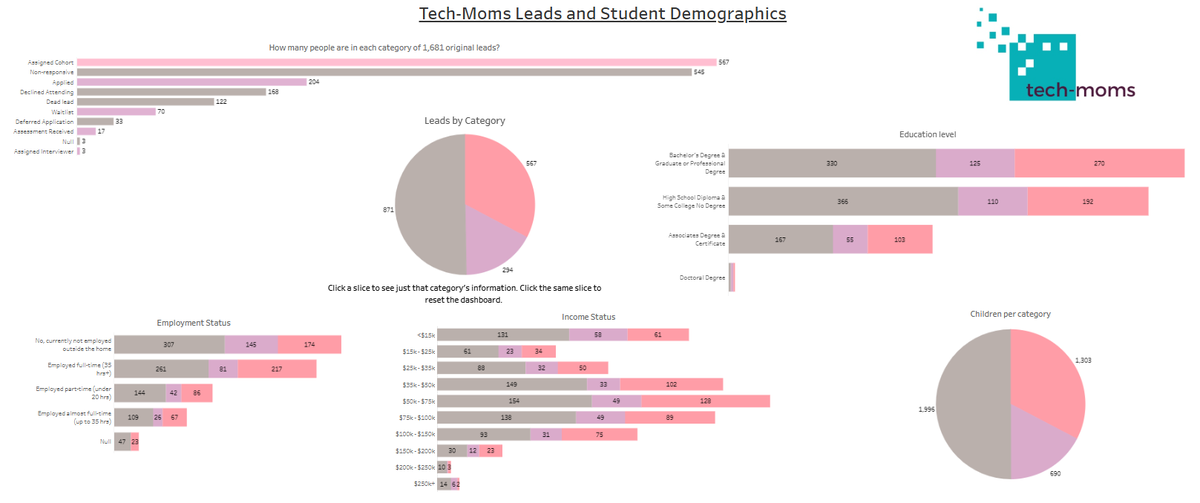 Tech-Moms Leads and Student Demographics
tech-moms
How many people are in each category of 1,681 original leads?
Assigned Cohort 567
Non-responsive 545
Applied 204
Declined Attending 168
Dead lead 122
Waitlist 70
Deferred Application 33
Assessment Received 17
Null 3
Assigned Interviewer 3
Leads by Category
567
871
294
Click a slice to see just that category's information. Click the same slice to
reset the dashboard.
Education level
Bachelor's Degree &
Graduate or Professional
Degree
330 125 270
High School Diploma &
Some College No Degree
366 110 192
Associates Degree &
Certificate
167 55 103
Doctoral Degree
Employment Status
No, currently not employed
outside the home
307 145 174
Employed full-time (35
hrs+)
261 81 217
Employed part-time (under
20 hrs)
144 42 86
Employed almost full-time
(up to 35 hrs)
109 26 67
Null 47 23
Income Status
<$15k 131 58 61
$15k - $25k 61 23 34
$25k - $35k 88 32 50
$35k - $50k 149 33 102
$50k - $75k 154 49 128
$75k - $100k 138 49 89
$100k - $150k 93 31 75
$150k - $200k 30 12 23
$200k - $250k 10 3
$250k+ 14 6 2
Children per category
1,303
1,996
690